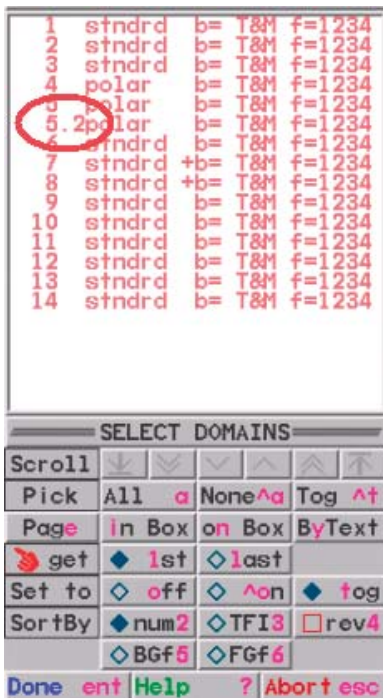 1 stndrd b= T&M f=1234
2 stndrd b= T&M f=1234
3 stndrd b= T&M f=1234
4 polar b= T&M f=1234
5 polar b= T&M f=1234
5.2polar b= T&M f=1234
6 stndrd b= T&M f=1234
7 stndrd +b= T&M f=1234
8 stndrd +b= T&M f=1234
9 stndrd b= T&M f=1234
10 stndrd b= T&M f=1234
11 stndrd b= T&M f=1234
12 stndrd b= T&M f=1234
13 stndrd b= T&M f=1234
14 stndrd b= T&M f=1234
SELECT DOMAINS
Scroll
Pick All a None^a Tog ^t
Page in Box on Box ByText
get 1st last
Set to off ^on tog
SortBy num2 TFI3 rev4
BGf5 FGf6
Done ent Help ? Abort esc